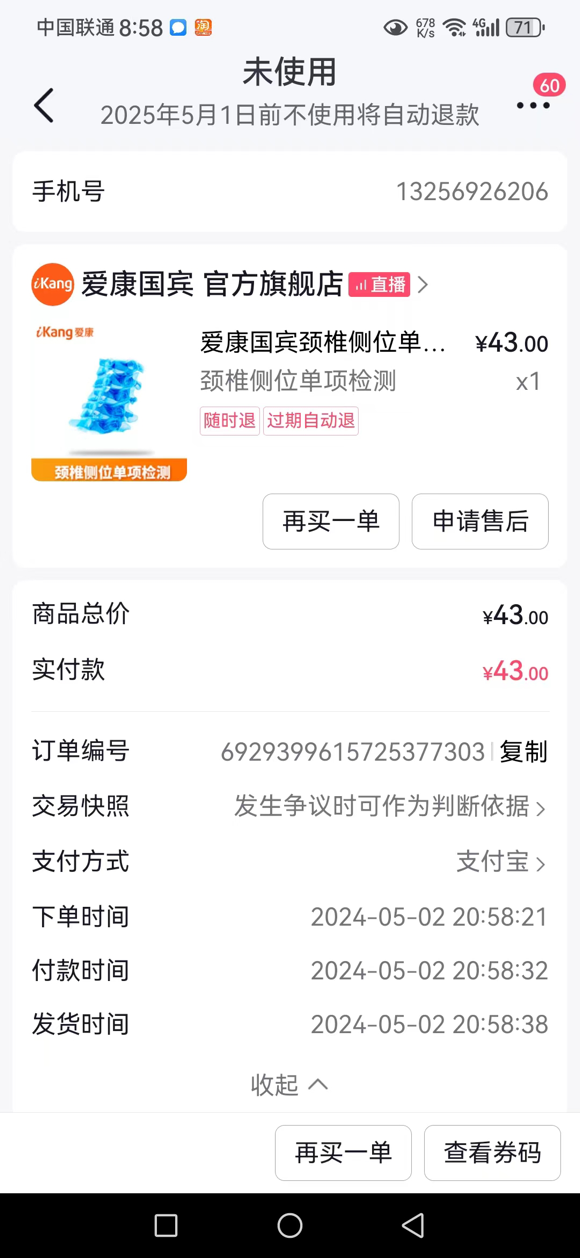 中国联通 8:58 678 K/s 4G 71
未使用
2025年5月1日前不使用将自动退款
60
手机号 13256926206
iKang 爱康国宾 官方旗舰店 直播
iKang爱康
爱康国宾颈椎侧位单... ¥43.00
颈椎侧位单项检测 x1
随时退 过期自动退
颈椎侧位单项检测
再买一单 申请售后
商品总价 ¥43.00
实付款 ¥43.00
订单编号 6929399615725377303 复制
交易快照 发生争议时可作为判断依据
支付方式 支付宝
下单时间 2024-05-02 20:58:21
付款时间 2024-05-02 20:58:32
发货时间 2024-05-02 20:58:38
收起
再买一单 查看券码